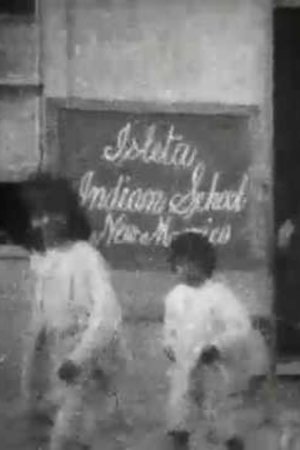 Isleta,
Indian School
New Mexico